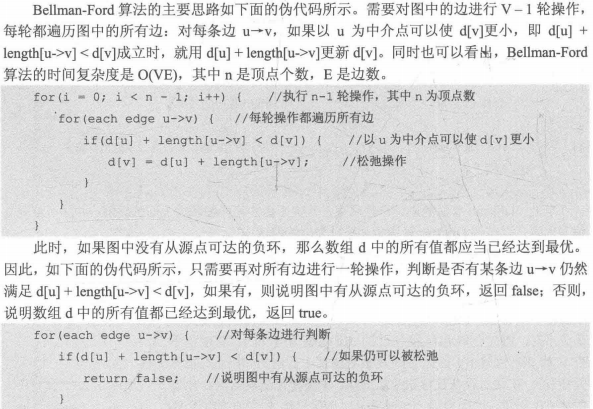 Bellman-Ford 算法的主要思路如下面的伪代码所示。需要对图中的边进行 V – 1 轮操作，
每轮都遍历图中的所有边：对每条边 u→v，如果以 u 为中介点可以使 d[v]更小，即 d[u] +
length[u->v] < d[v]成立时，就用 d[u] + length[u->v]更新 d[v]。同时也可以看出，Bellman-Ford
算法的时间复杂度是 O(VE)，其中 n 是顶点个数，E 是边数。
for(i = 0; i < n - 1; i++) { //执行 n-1 轮操作，其中 n 为顶点数
for(each edge u->v) { //每轮操作都遍历所有边
if(d[u] + length[u->v] < d[v]) { //以 u 为中介点可以使 d[v]更小
d[v] = d[u] + length[u->v]; //松弛操作
}
}
}
此时，如果图中没有从源点可达的负环，那么数组 d 中的所有值都应当已经达到最优。
因此，如下面的伪代码所示，只需要再对所有边进行一轮操作，判断是否有某条边 u→v 仍然
满足 d[u] + length[u->v] < d[v]，如果有，则说明图中有从源点可达的负环，返回 false；否则，
说明数组 d 中的所有值都已经达到最优，返回 true。
for(each edge u->v) { //对每条边进行判断
if(d[u] + length[u->v] < d[v]) { //如果仍可以被松弛
return false; //说明图中有从源点可达的负环
}